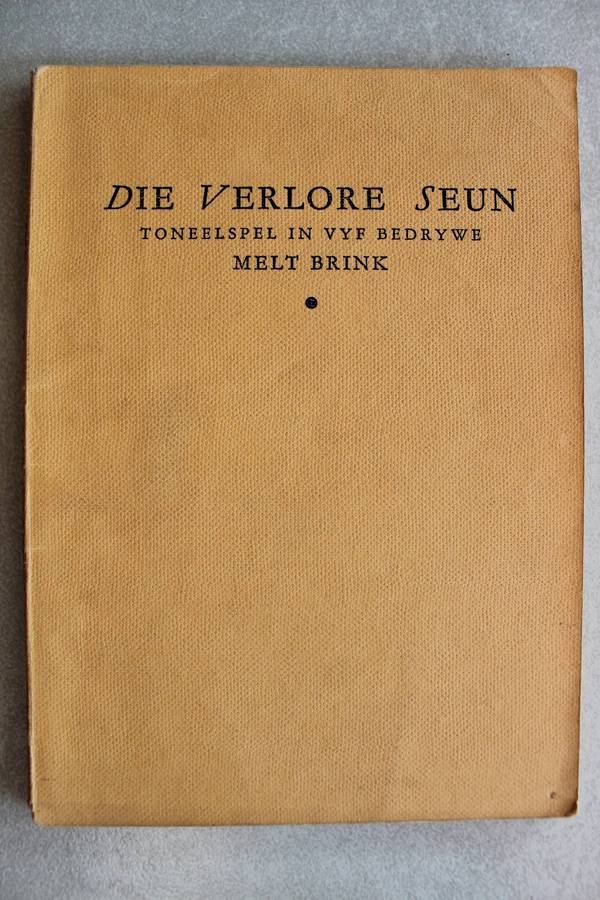 DIE VERLORE SEUN
TONEELSPEL IN VYF BEDRYWE
MELT BRINK